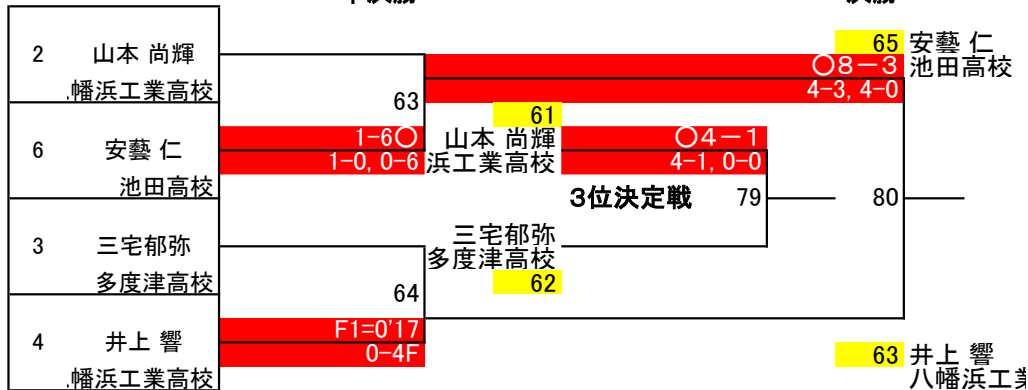 2 山本 尚輝
幡浜工業高校
6 安藝 仁
池田高校
3 三宅郁弥
多度津高校
4 井上 響
幡浜工業高校
63
1-6〇
1-0, 0-6
64
F1=0'17
0-4F
61
山本 尚輝
浜工業高校
〇4-1
4-1, 0-0
3位決定戦 79
三宅郁弥
多度津高校
62
65 安藝 仁
池田高校
〇8-3
4-3, 4-0
80
63 井上 響
八幡浜工業